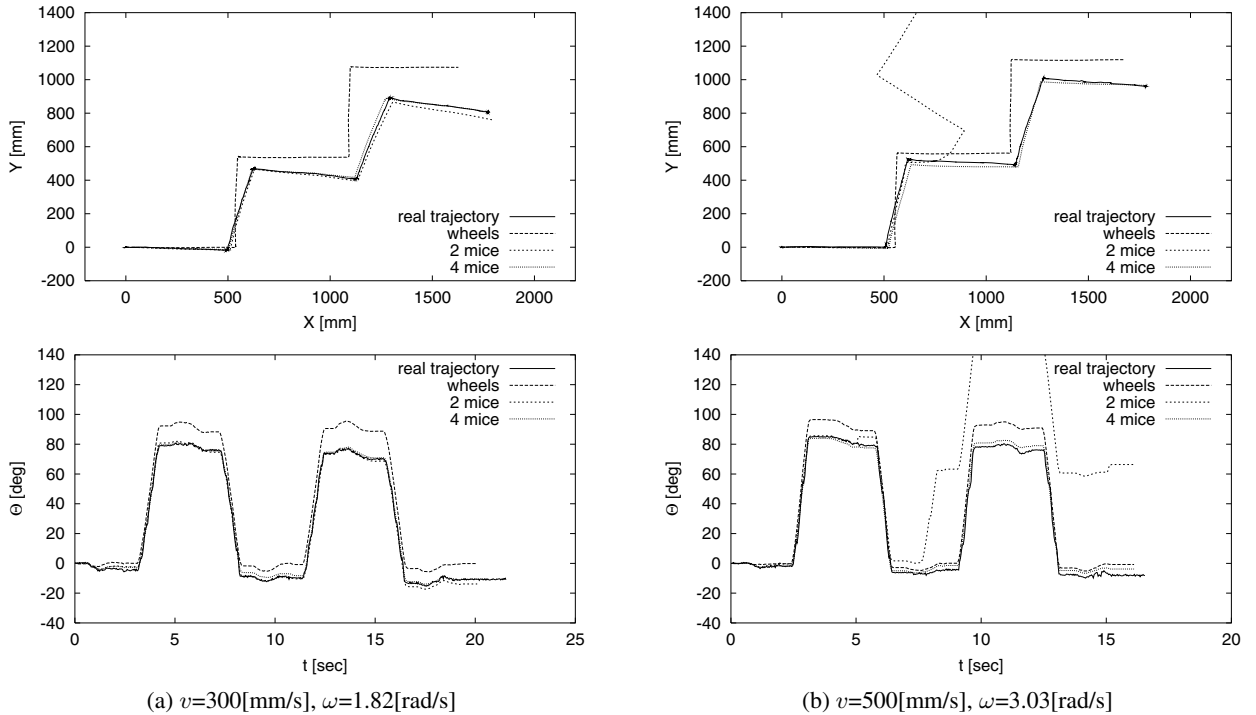 1400
1200
1000
800
600
400
200
0
-200
Y [mm]
0 500 1000 1500 2000
X [mm]
real trajectory
wheels
2 mice
4 mice
1400
1200
1000
800
600
400
200
0
-200
Y [mm]
0 500 1000 1500 2000
X [mm]
real trajectory
wheels
2 mice
4 mice
140
120
100
80
60
40
20
0
-20
-40
Θ [deg]
0 5 10 15 20 25
t [sec]
real trajectory
wheels
2 mice
4 mice
140
120
100
80
60
40
20
0
-20
-40
Θ [deg]
0 5 10 15 20
t [sec]
real trajectory
wheels
2 mice
4 mice
(a) v=300[mm/s], ω=1.82[rad/s]
(b) v=500[mm/s], ω=3.03[rad/s]